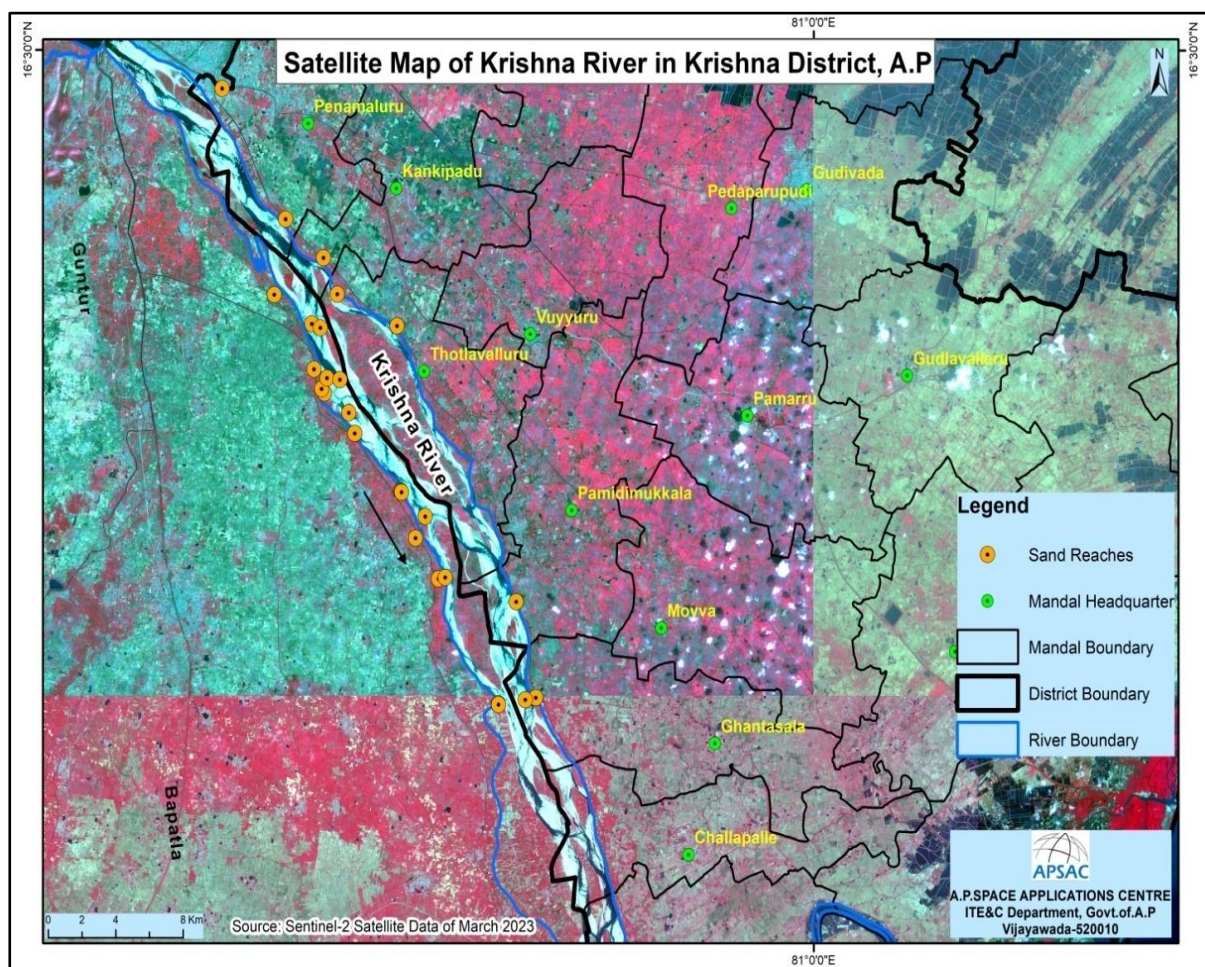 81°0'0"E
16°30'0"N
16°30'0"N
Satellite Map of Krishna River in Krishna District, A.P
N
Penamaluru
Kankipadu
Pedaparupudi
Gudivada
Guntur
Vuyyuru
Thotlavalluru
Gudlavalleru
Krishna River
Pamarru
Pamidimukkala
Legend
Sand Reaches
Mandal Headquarter
Movva
Mandal Boundary
District Boundary
River Boundary
Ghantasala
Bapatla
Challapalle
APSAC
A.P.SPACE APPLICATIONS CENTRE
ITE&C Department, Govt.of.A.P
Vijayawada-520010
0 2 4 8 Km
Source: Sentinel-2 Satellite Data of March 2023
81°0'0"E